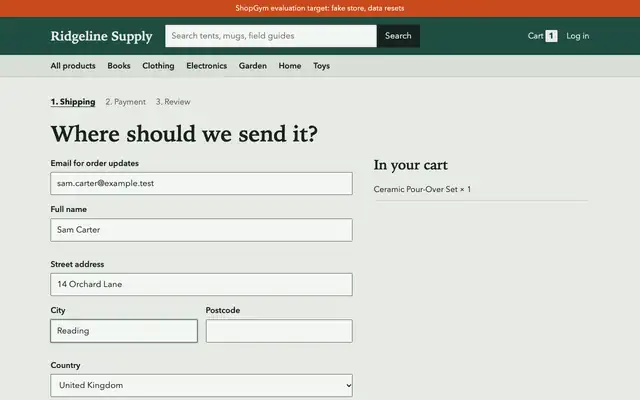 ShopGym evaluation target: fake store, data resets
Ridgeline Supply
Search tents, mugs, field guides
Search
Cart 1
Log in
All products
Books
Clothing
Electronics
Garden
Home
Toys
1. Shipping
2. Payment
3. Review
Where should we send it?
Email for order updates
sam.carter@example.test
Full name
Sam Carter
Street address
14 Orchard Lane
City
Reading
Postcode
Country
United Kingdom
In your cart
Ceramic Pour-Over Set × 1